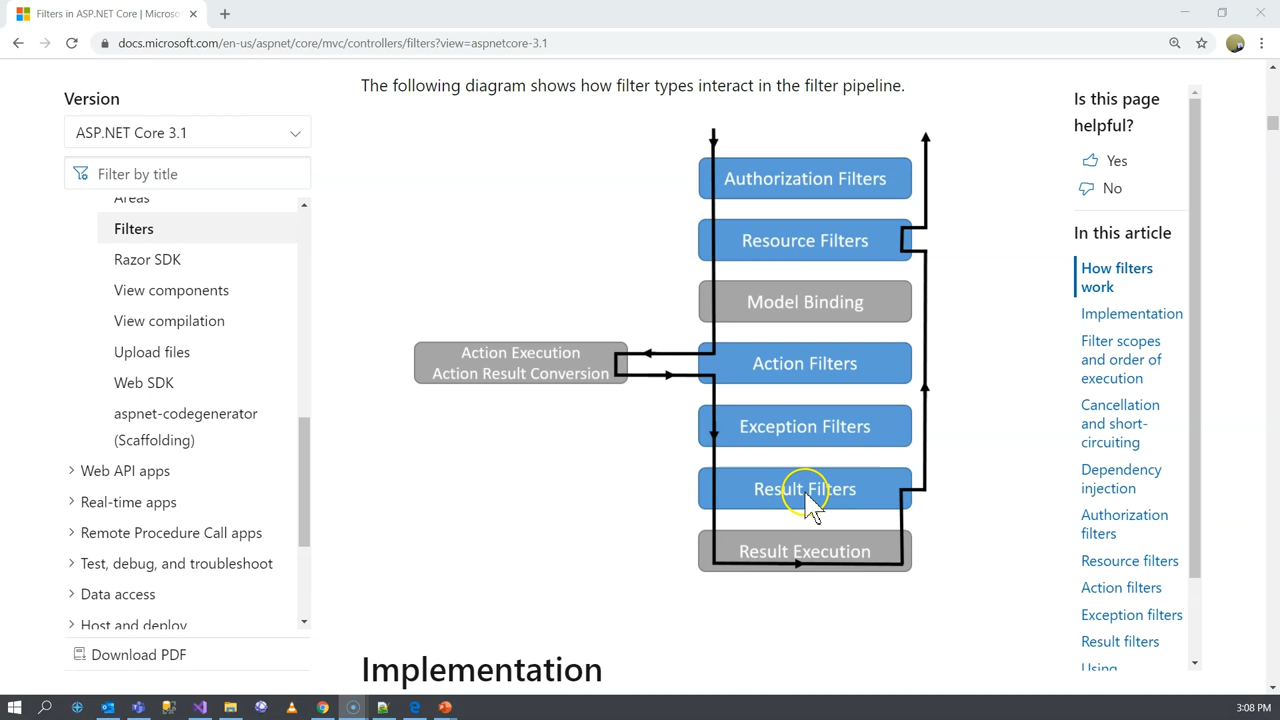 Filters in ASP.NET Core | Microso
docs.microsoft.com/en-us/aspnet/core/mvc/controllers/filters?view=aspnetcore-3.1
The following diagram shows how filter types interact in the filter pipeline.
Version
ASP.NET Core 3.1
Filter by title
Areas
Filters
Razor SDK
View components
View compilation
Upload files
Web SDK
aspnet-codegenerator
(Scaffolding)
Web API apps
Real-time apps
Remote Procedure Call apps
Test, debug, and troubleshoot
Data access
Host and deploy
Download PDF
Authorization Filters
Resource Filters
Model Binding
Action Execution
Action Result Conversion
Action Filters
Exception Filters
Result Filters
Result Execution
Implementation
Is this page
helpful?
Yes
No
In this article
How filters
work
Implementation
Filter scopes
and order of
execution
Cancellation
and short-
circuiting
Dependency
injection
Authorization
filters
Resource filters
Action filters
Exception filters
Result filters
Using
3:08 PM